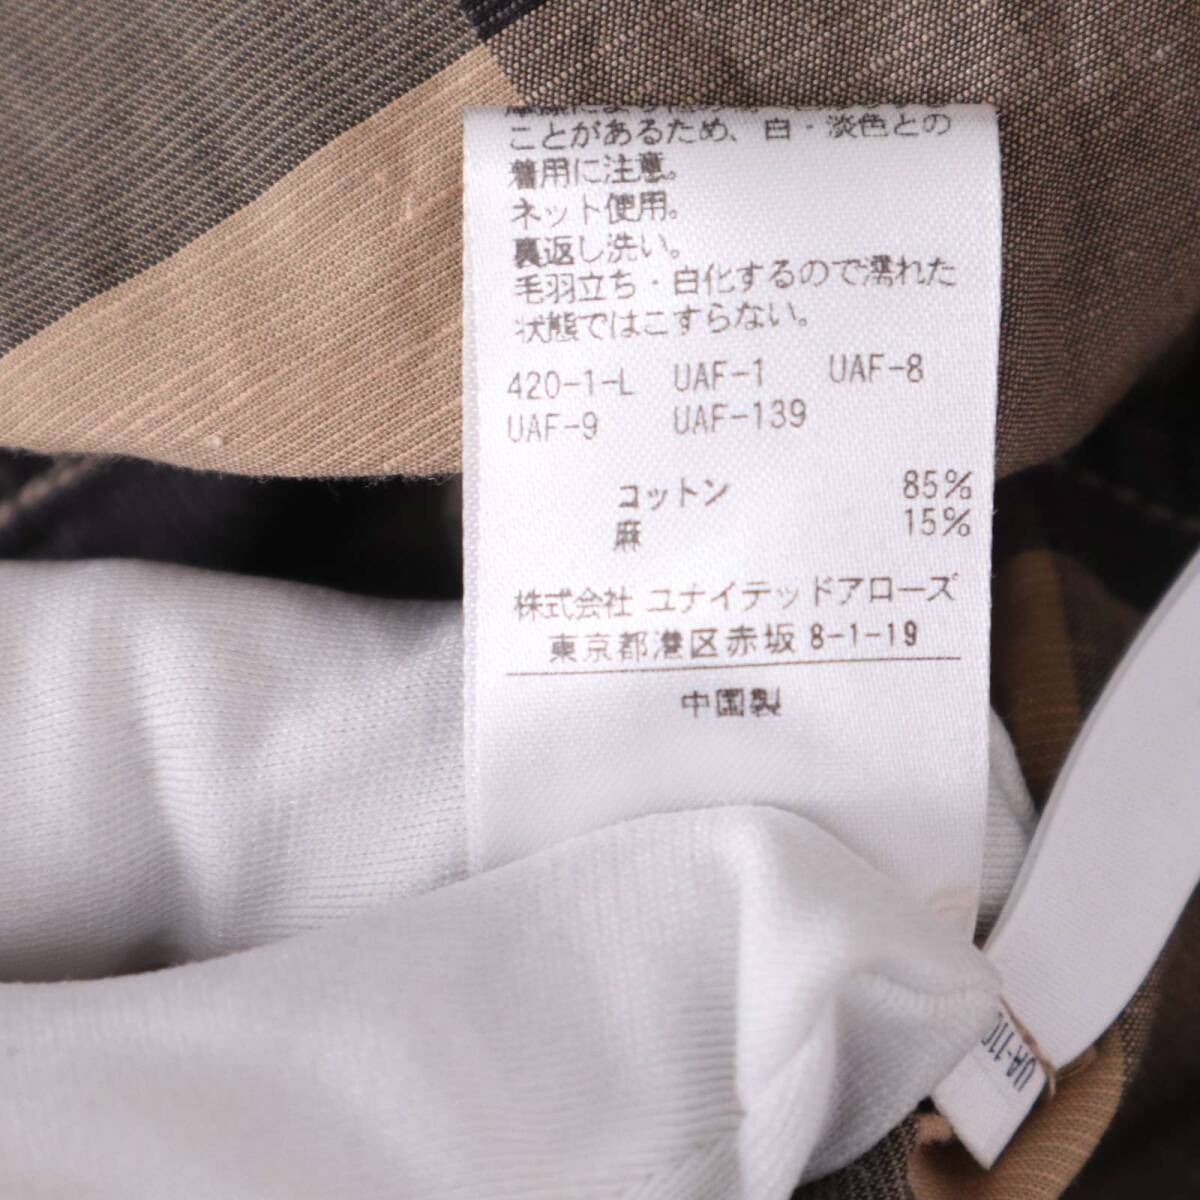 ことがあるため、白・淡色との
着用に注意。
ネット使用。
裏返し洗い。
毛羽立ち・白化するので濡れた
状態ではこすらない。
420-1-L UAF-1 UAF-8
UAF-9 UAF-139
コットン 85%
麻 15%
株式会社 ユナイテッドアローズ
東京都港区赤坂 8-1-19
中国製
UA-110